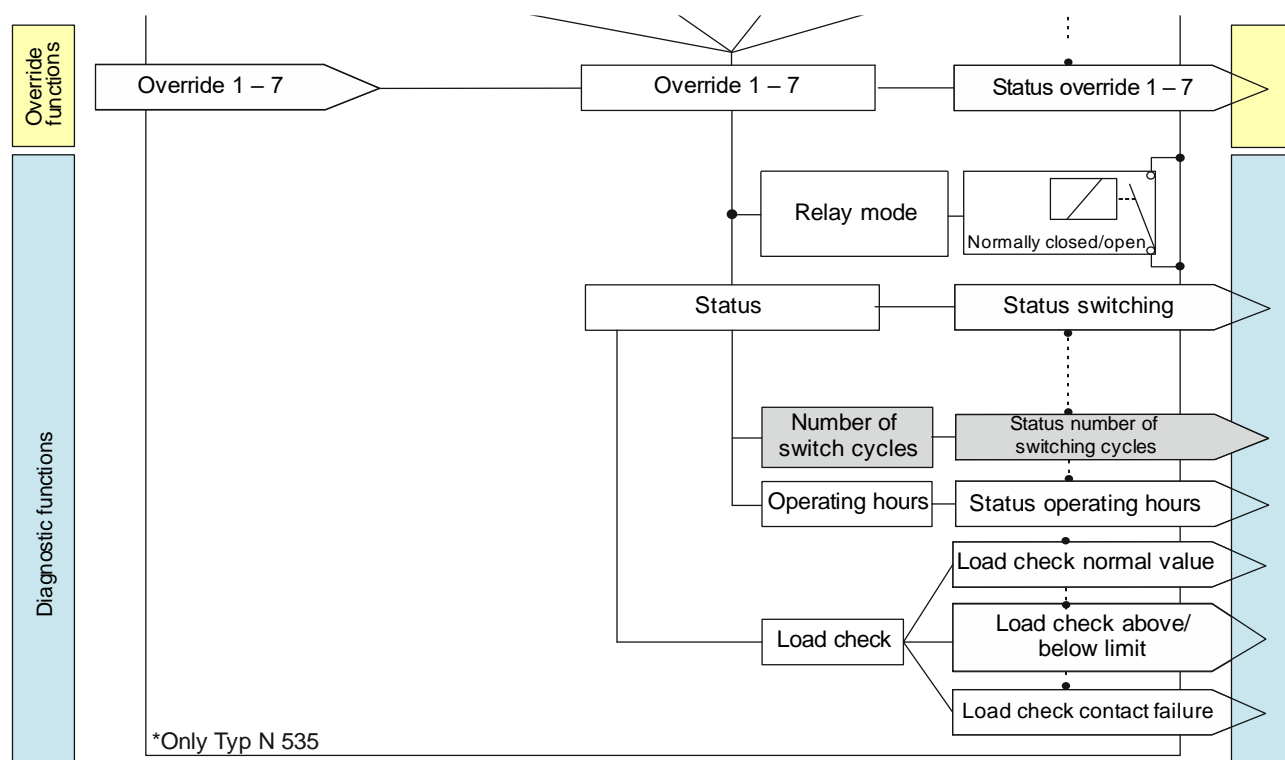 Override
functions
Override 1 – 7
Override 1 – 7
Status override 1 – 7
Relay mode
Normally closed/open
Status
Status switching
Diagnostic functions
Number of
switch cycles
Status number of
switching cycles
Operating hours
Status operating hours
Load check normal value
Load check
Load check above/
below limit
Load check contact failure
*Only Typ N 535